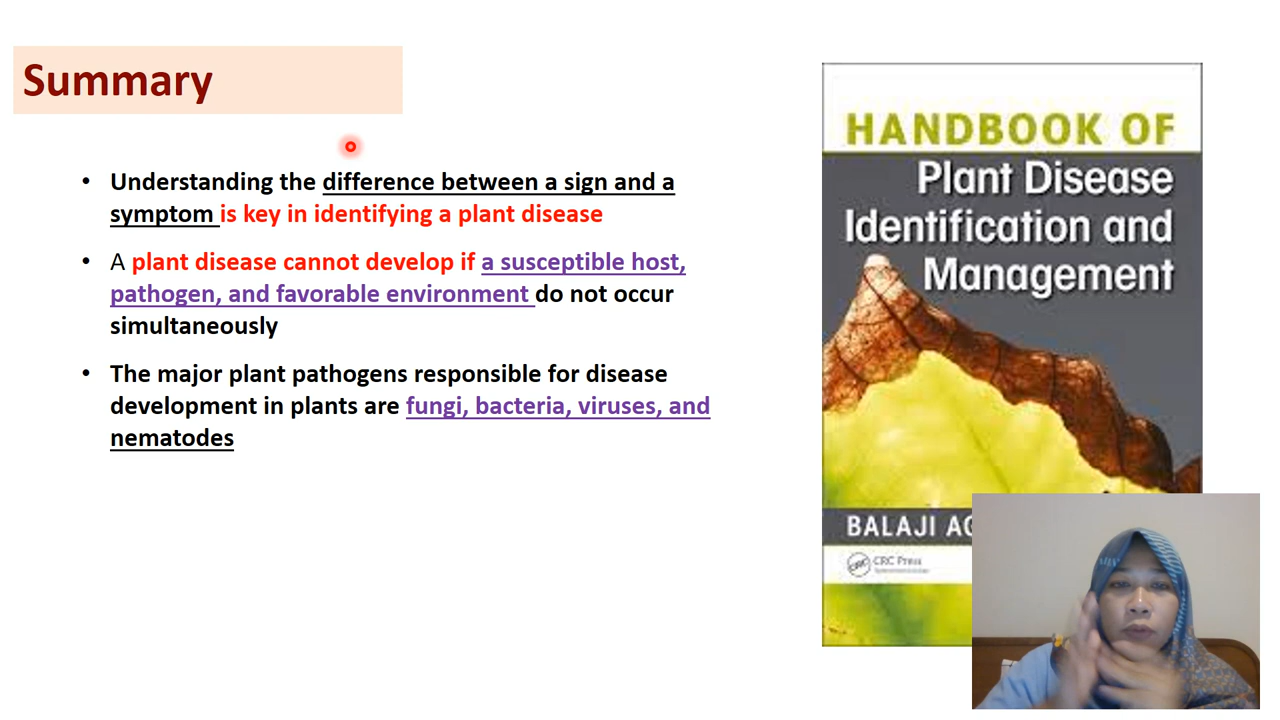 Summary
• Understanding the difference between a sign and a
symptom is key in identifying a plant disease
• A plant disease cannot develop if a susceptible host,
pathogen, and favorable environment do not occur
simultaneously
• The major plant pathogens responsible for disease
development in plants are fungi, bacteria, viruses, and
nematodes
HANDBOOK OF
Plant Disease
Identification and
Management
BALAJI
CRC Press